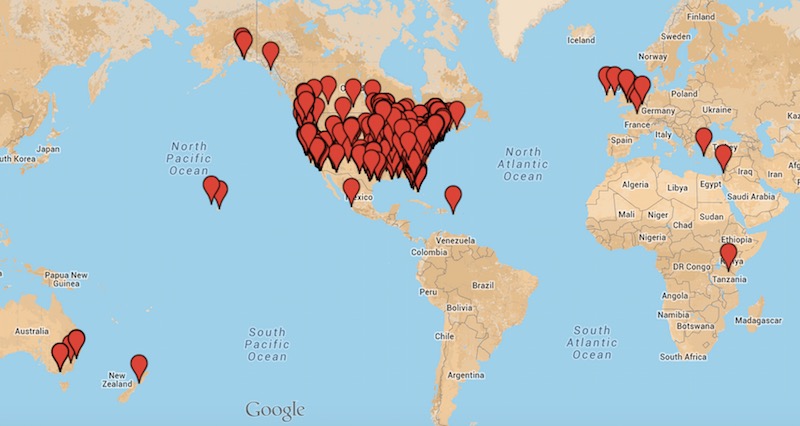 Finland
Iceland
Sweden
Norway
Poland
Germany
Ukraine
France
Italy
Spain
Japan
South Korea
North
Pacific
Ocean
North
Atlantic
Ocean
Iraq
Iran
Algeria
Libya
Egypt
Saudi Arabia
Mexico
Mali
Niger
Chad
Sudan
Nigeria
Ethiopia
Venezuela
Colombia
DR Congo
Tanzania
Papua New
Guinea
Peru
Brazil
Bolivia
Angola
Namibia
Botswana
Madagascar
Australia
South
Pacific
Ocean
South
Atlantic
Ocean
Chile
South Africa
New
Zealand
Argentina
Google